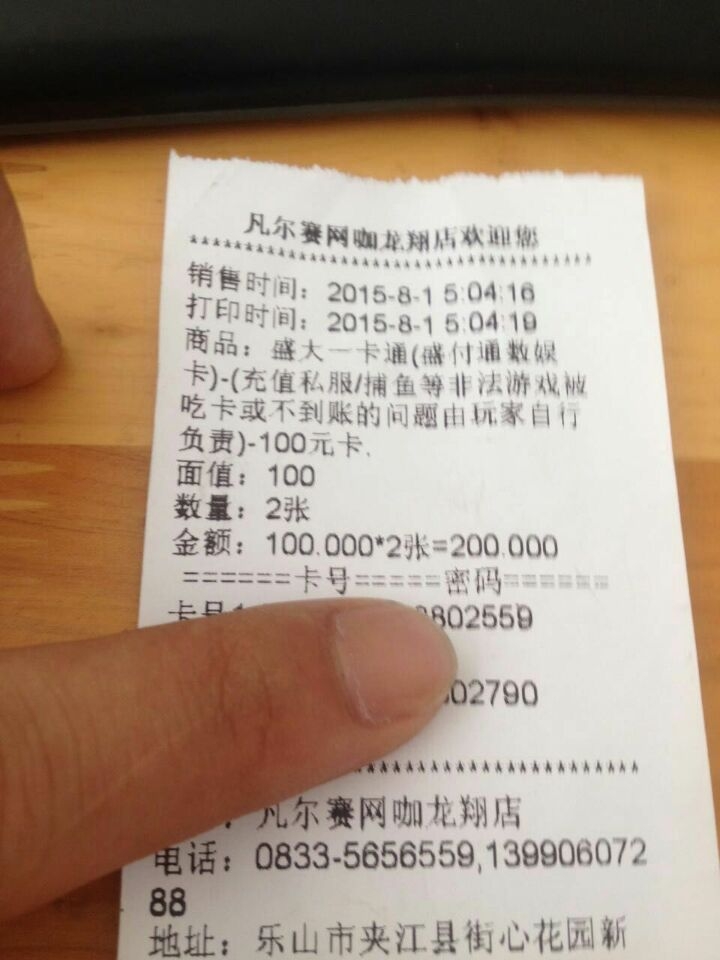 凡尔赛网咖龙翔店欢迎您
销售时间：2015-8-1 5:04:16
打印时间：2015-8-1 5:04:19
商品：盛大一卡通(盛付通数娱
卡)-(充值私服/捕鱼等非法游戏被
吃卡或不到账的问题由玩家自行
负责)-100元卡.
面值：100
数量：2张
金额：100.000*2张=200.000
======卡号=====密码======
卡号 802559
02790
：凡尔赛网咖龙翔店
电话：0833-5656559,139906072
88
地址：乐山市夹江县街心花园新